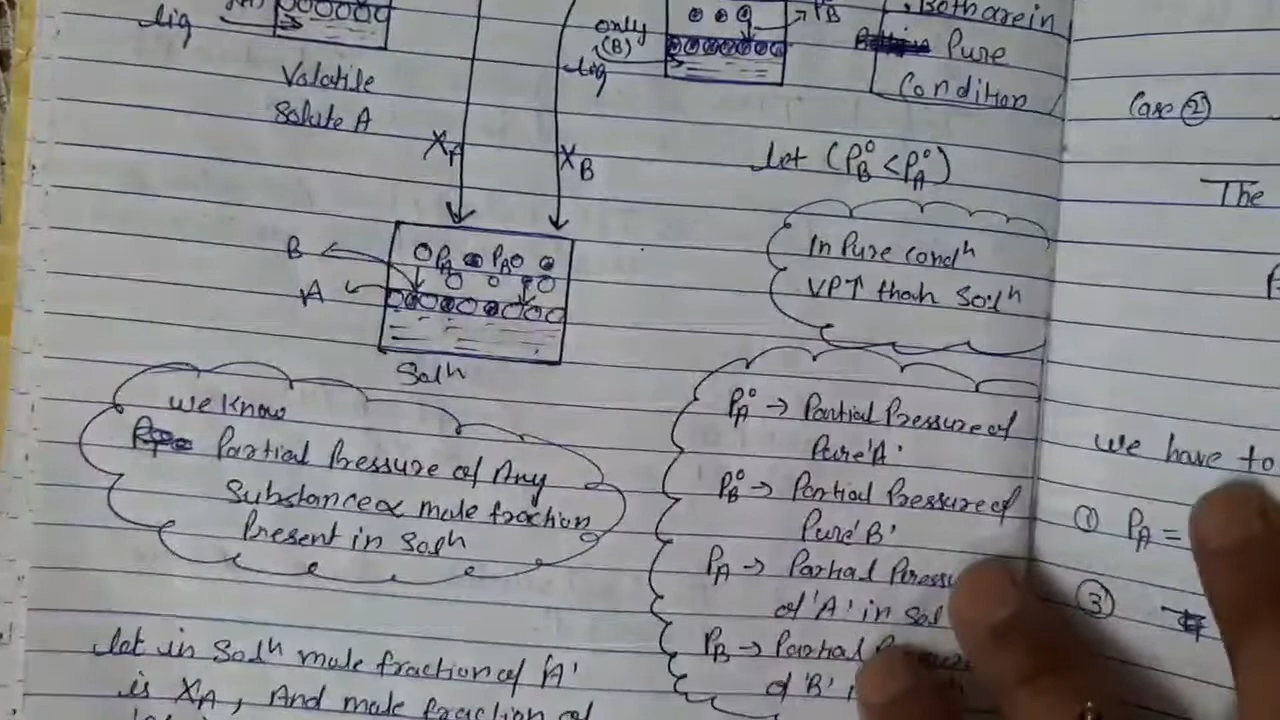 liq
Volatile
Solute A
only
(B)
liq
P°B
Both are in
Pure
Condition
XA
XB
let (P°B < P°A)
B
A
PA
PA
Solⁿ
In Pure condⁿ
VP↑ than Solⁿ
we know
Partial Pressure of Any
Substance ∝ mole fraction
Present in Solⁿ
P°A → Partial Pressure of
Pure 'A'
P°B → Partial Pressure of
Pure 'B'
PA → Partial Pressu
of 'A' in Sol
PB → Partial
of 'B'
let in Solⁿ mole fraction of 'A'
is XA, And mole fraction of
Case ②
The
we have to
① PA =
③